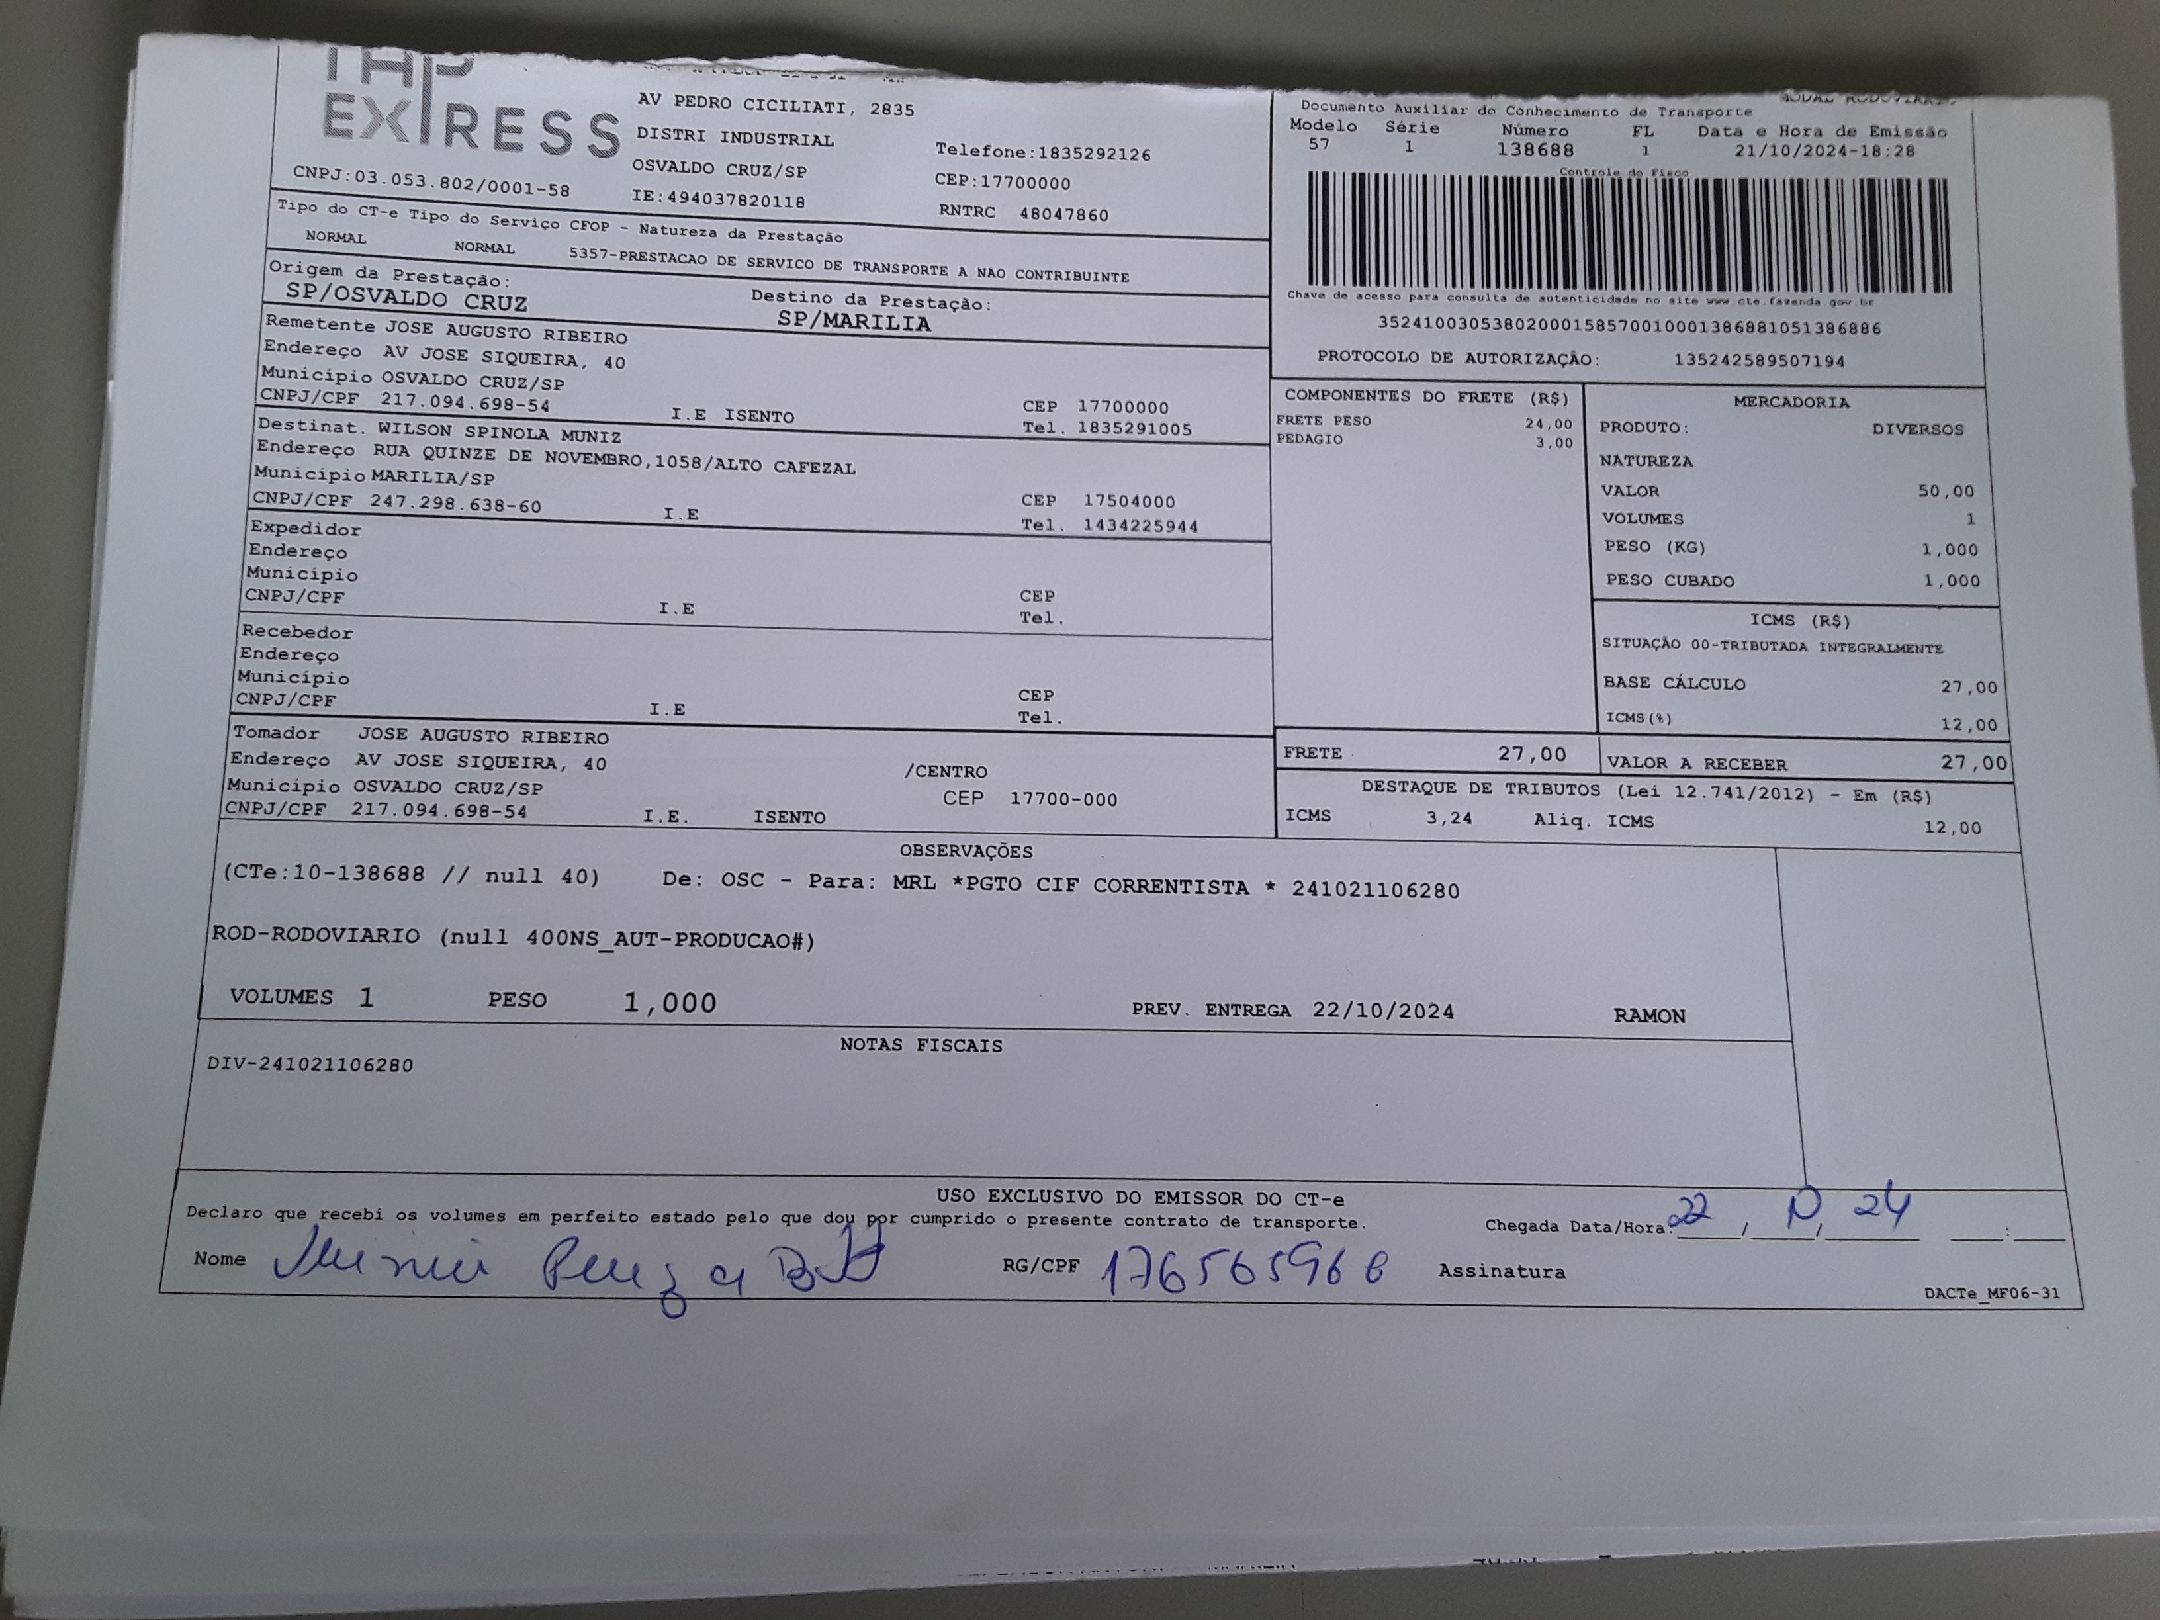 THP
EXPRESS
CNPJ:03.053.802/0001-58
AV PEDRO CICILIATI, 2835
DISTRI INDUSTRIAL
OSVALDO CRUZ/SP
IE:494037820118
Telefone:1835292126
CEP:17700000
RNTRC 48047860
MODAL RODOVIARIO
Documento Auxiliar do Conhecimento de Transporte
Modelo Série Número FL Data e Hora de Emissão
57 1 138688 1 21/10/2024-18:28
Controle do Fisco
Chave de acesso para consulta de autenticidade no site www.cte.fazenda.gov.br
35241003053802000158570010001386881051386886
PROTOCOLO DE AUTORIZAÇÃO: 135242589507194
Tipo do CT-e Tipo do Serviço CFOP - Natureza da Prestação
NORMAL NORMAL 5357-PRESTACAO DE SERVICO DE TRANSPORTE A NAO CONTRIBUINTE
Origem da Prestação: Destino da Prestação:
SP/OSVALDO CRUZ SP/MARILIA
Remetente JOSE AUGUSTO RIBEIRO
Endereço AV JOSE SIQUEIRA, 40
Município OSVALDO CRUZ/SP CEP 17700000
CNPJ/CPF 217.094.698-54 I.E ISENTO Tel. 1835291005
Destinat. WILSON SPINOLA MUNIZ
Endereço RUA QUINZE DE NOVEMBRO,1058/ALTO CAFEZAL
Município MARILIA/SP CEP 17504000
CNPJ/CPF 247.298.638-60 I.E Tel. 1434225944
Expedidor
Endereço
Município CEP
CNPJ/CPF I.E Tel.
Recebedor
Endereço
Município CEP
CNPJ/CPF I.E Tel.
Tomador JOSE AUGUSTO RIBEIRO
Endereço AV JOSE SIQUEIRA, 40 /CENTRO
Município OSVALDO CRUZ/SP CEP 17700-000
CNPJ/CPF 217.094.698-54 I.E. ISENTO
COMPONENTES DO FRETE (R$)
FRETE PESO 24,00
PEDAGIO 3,00
MERCADORIA
PRODUTO: DIVERSOS
NATUREZA
VALOR 50,00
VOLUMES 1
PESO (KG) 1,000
PESO CUBADO 1,000
ICMS (R$)
SITUAÇÃO 00-TRIBUTADA INTEGRALMENTE
BASE CÁLCULO 27,00
ICMS(%) 12,00
FRETE 27,00 VALOR A RECEBER 27,00
DESTAQUE DE TRIBUTOS (Lei 12.741/2012) - Em (R$)
ICMS 3,24 Aliq. ICMS 12,00
OBSERVAÇÕES
(CTe:10-138688 // null 40) De: OSC - Para: MRL *PGTO CIF CORRENTISTA * 241021106280
ROD-RODOVIARIO (null 400NS_AUT-PRODUCAO#)
VOLUMES 1 PESO 1,000 PREV. ENTREGA 22/10/2024 RAMON
NOTAS FISCAIS
DIV-241021106280
USO EXCLUSIVO DO EMISSOR DO CT-e
Declaro que recebi os volumes em perfeito estado pelo que dou por cumprido o presente contrato de transporte. Chegada Data/Hora: 22 / 10 / 24 :
Nome RG/CPF 176565968 Assinatura
DACTe_MF06-31